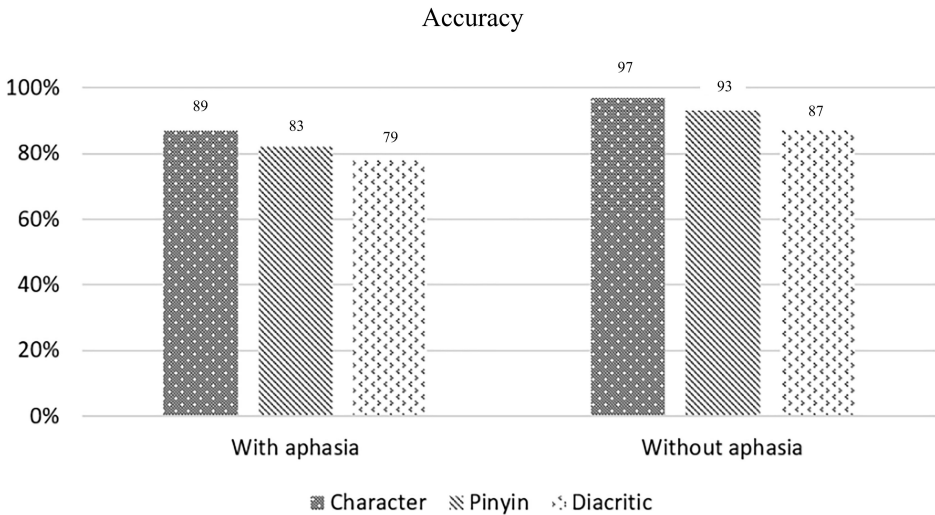 Accuracy
97
100%
93
89
87
83
79
80%
60%
40%
20%
0%
With aphasia
Without aphasia
Character
Pinyin
Diacritic